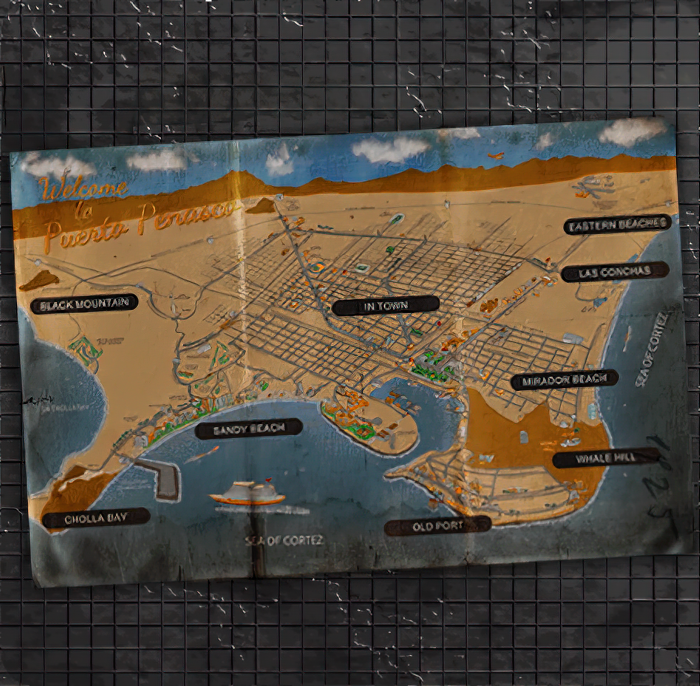 Welcome
to
Puerto Penasco
EASTERN BEACHES
LAS CONCHAS
BLACK MOUNTAIN
IN TOWN
SEA OF CORTEZ
MIRADOR BEACH
SANDY BEACH
WHALE HILL
CHOLLA BAY
OLD PORT
SEA OF CORTEZ